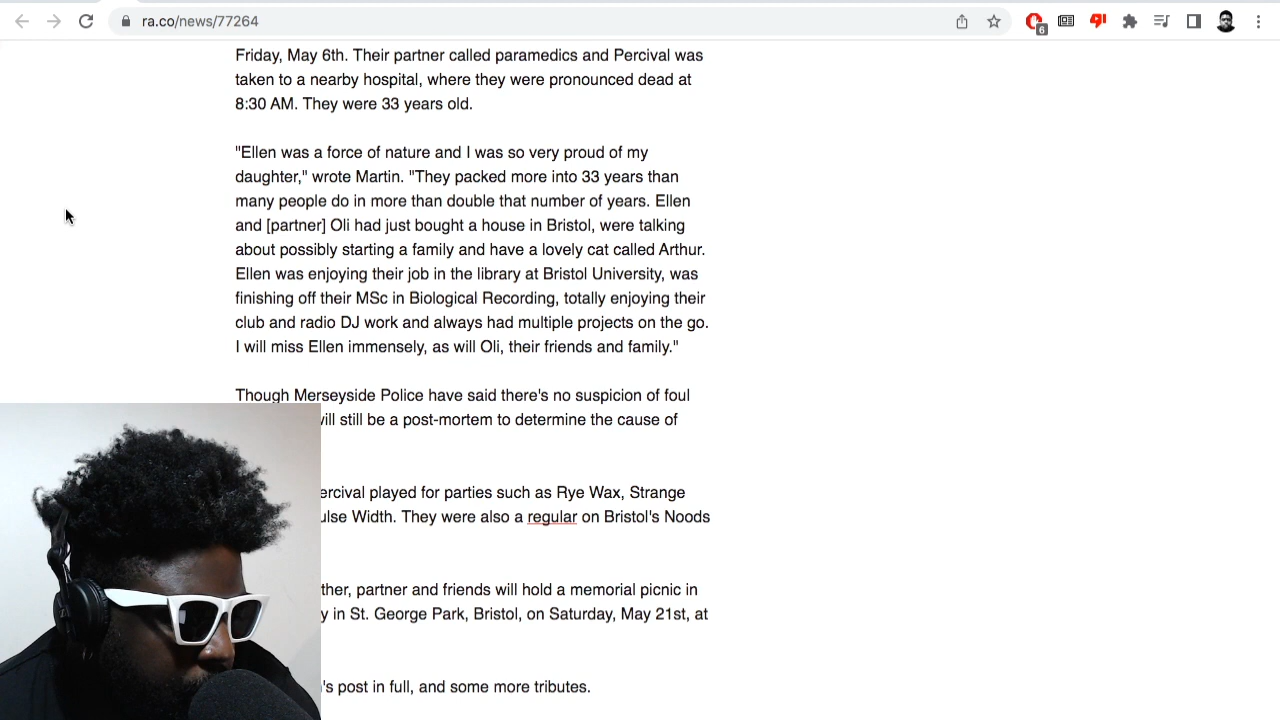 ra.co/news/77264
6
Friday, May 6th. Their partner called paramedics and Percival was
taken to a nearby hospital, where they were pronounced dead at
8:30 AM. They were 33 years old.
"Ellen was a force of nature and I was so very proud of my
daughter," wrote Martin. "They packed more into 33 years than
many people do in more than double that number of years. Ellen
and [partner] Oli had just bought a house in Bristol, were talking
about possibly starting a family and have a lovely cat called Arthur.
Ellen was enjoying their job in the library at Bristol University, was
finishing off their MSc in Biological Recording, totally enjoying their
club and radio DJ work and always had multiple projects on the go.
I will miss Ellen immensely, as will Oli, their friends and family."
Though Merseyside Police have said there's no suspicion of foul
will still be a post-mortem to determine the cause of
ercival played for parties such as Rye Wax, Strange
ulse Width. They were also a regular on Bristol's Noods
ther, partner and friends will hold a memorial picnic in
y in St. George Park, Bristol, on Saturday, May 21st, at
's post in full, and some more tributes.